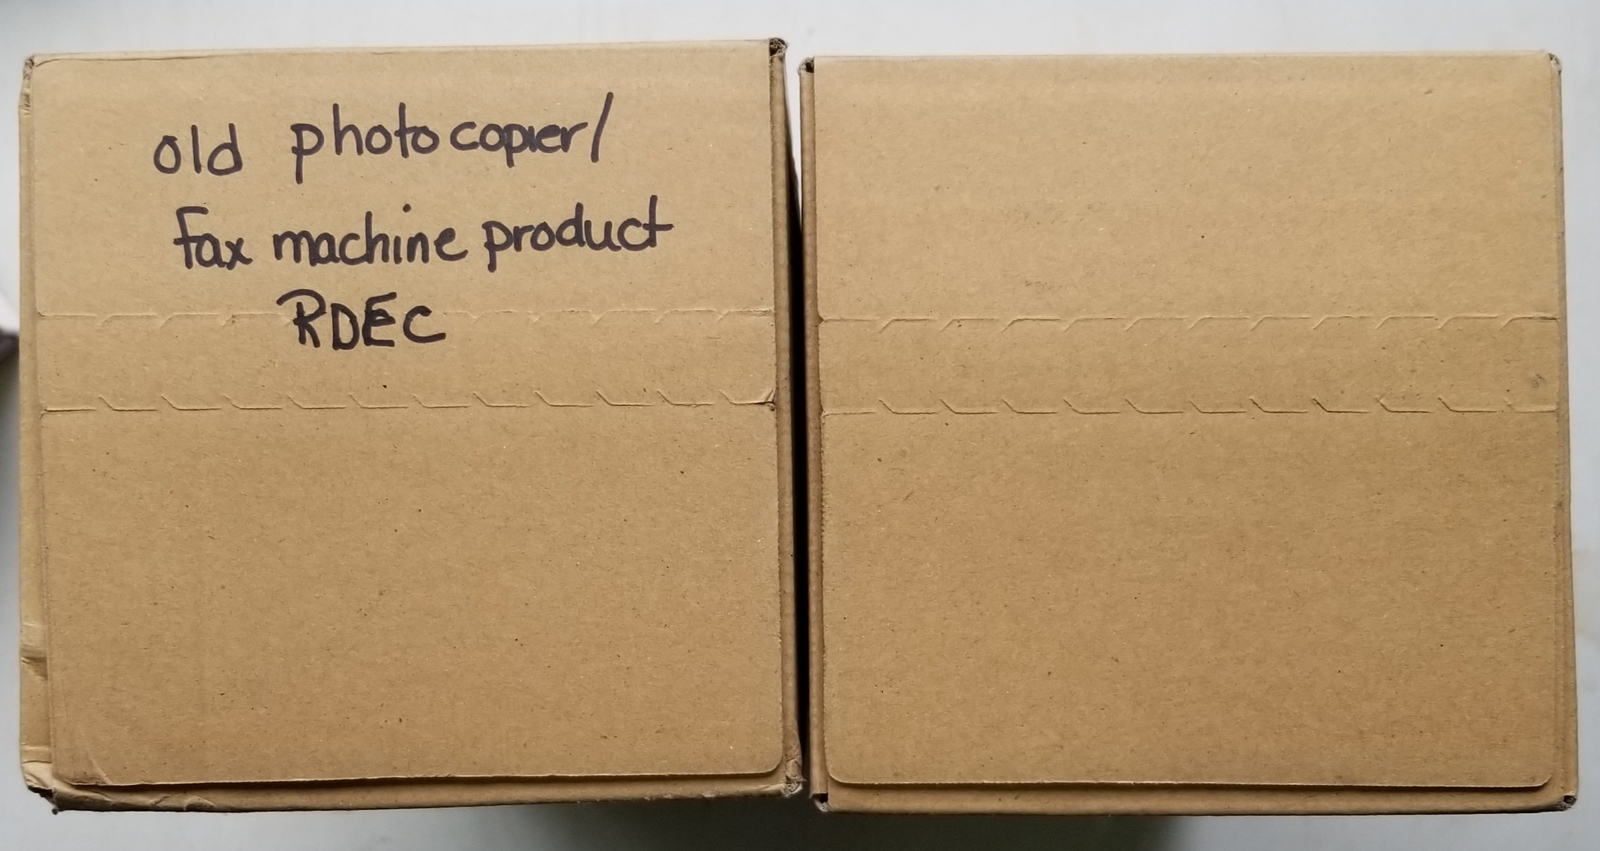 old photocopier/
fax machine product
RDEC